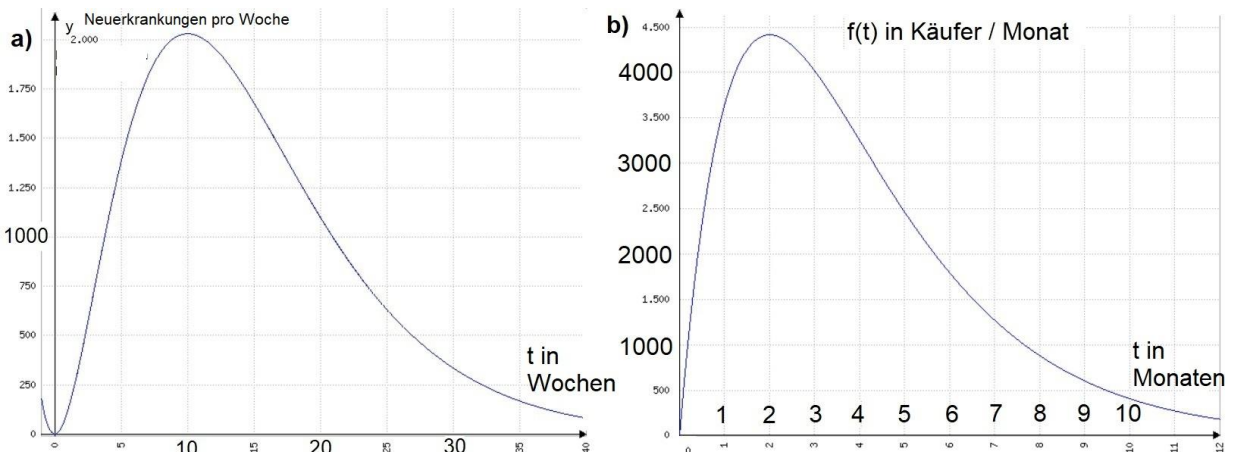 a)
y
Neuerkrankungen pro Woche
2.000
1.750
1.500
1.250
1000
750
500
250
0
t in
Wochen
0
5
10
15
20
25
30
35
40
b)
f(t) in Käufer / Monat
4.500
4000
3.500
3000
2.500
2000
1.500
1000
500
0
t in
Monaten
1 2 3 4 5 6 7 8 9 10
0 1 2 3 4 5 6 7 8 9 10 11 12